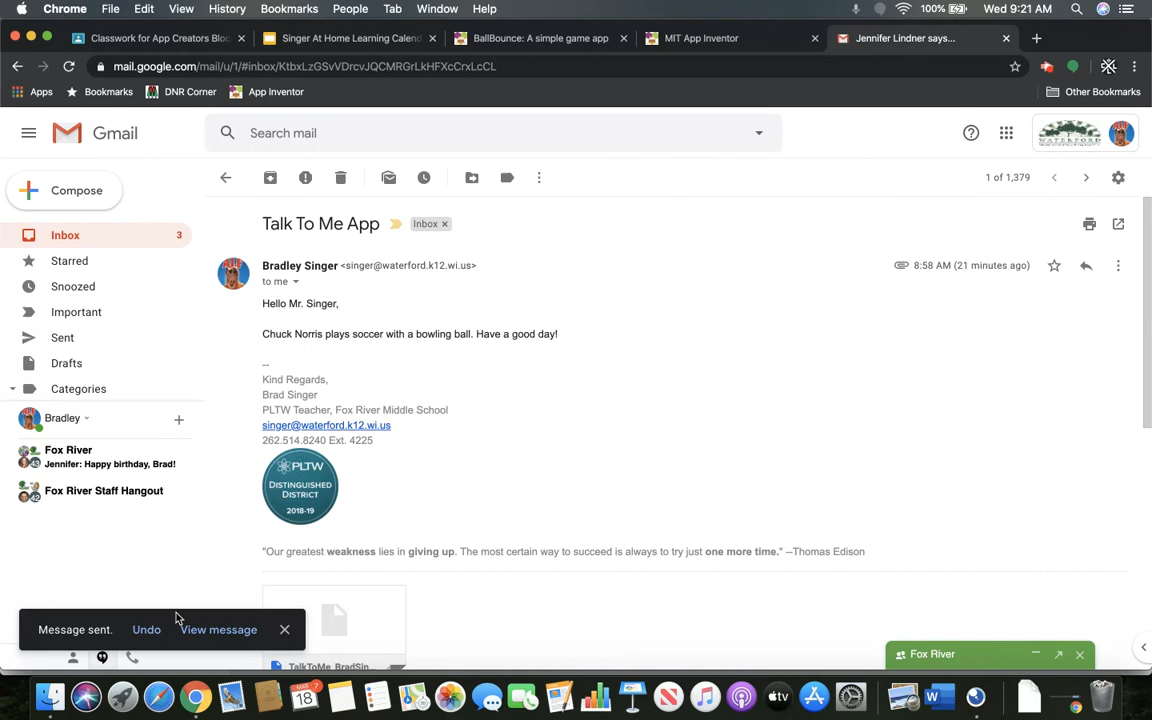 Chrome File Edit View History Bookmarks People Tab Window Help 100% Wed 9:21 AM
Classwork for App Creators Bloc Singer At Home Learning Calend BallBounce: A simple game app MIT App Inventor Jennifer Lindner says...
mail.google.com/mail/u/1/#inbox/KtbxLzGSvVDrcvJQCMRGrLkHFXcCrxLcCL
Apps Bookmarks DNR Corner App Inventor Other Bookmarks
Gmail Search mail WATERFORD
Compose 1 of 1,379
Talk To Me App Inbox
Inbox 3
Starred
Snoozed
Important
Sent
Drafts
Categories
Bradley
Fox River
Jennifer: Happy birthday, Brad!
Fox River Staff Hangout
Bradley Singer <singer@waterford.k12.wi.us> 8:58 AM (21 minutes ago)
to me
Hello Mr. Singer,
Chuck Norris plays soccer with a bowling ball. Have a good day!
--
Kind Regards,
Brad Singer
PLTW Teacher, Fox River Middle School
singer@waterford.k12.wi.us
262.514.8240 Ext. 4225
PLTW
DISTINGUISHED
DISTRICT
2018-19
"Our greatest weakness lies in giving up. The most certain way to succeed is always to try just one more time." --Thomas Edison
Message sent. Undo View message
TalkToMe_BradSin...
Fox River
MAR
18
7
tv